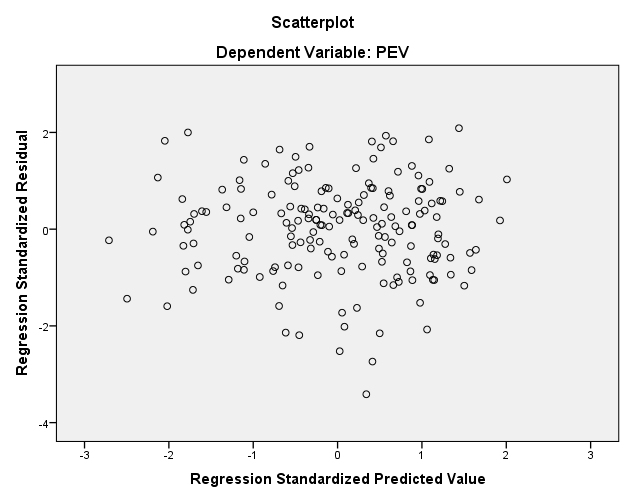 Scatterplot
Dependent Variable: PEV
Regression Standardized Residual
2
0
-2
-4
-3
-2
-1
0
1
2
3
Regression Standardized Predicted Value